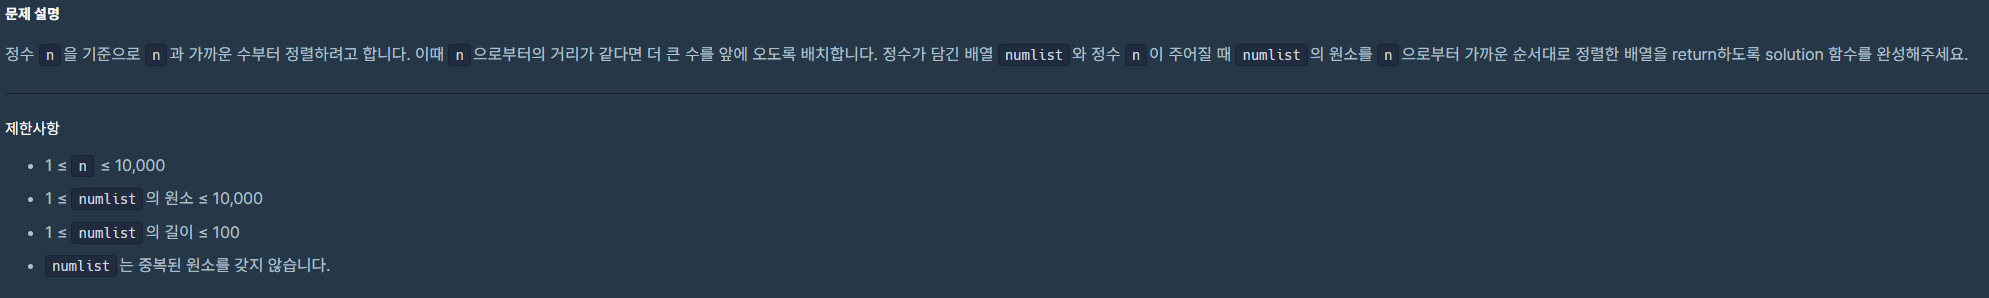 문제 설명
정수 n 을 기준으로 n 과 가까운 수부터 정렬하려고 합니다. 이때 n 으로부터의 거리가 같다면 더 큰 수를 앞에 오도록 배치합니다. 정수가 담긴 배열 numlist 와 정수 n 이 주어질 때 numlist 의 원소를 n 으로부터 가까운 순서대로 정렬한 배열을 return하도록 solution 함수를 완성해주세요.
제한사항
• 1 ≤ n ≤ 10,000
• 1 ≤ numlist 의 원소 ≤ 10,000
• 1 ≤ numlist 의 길이 ≤ 100
• numlist 는 중복된 원소를 갖지 않습니다.